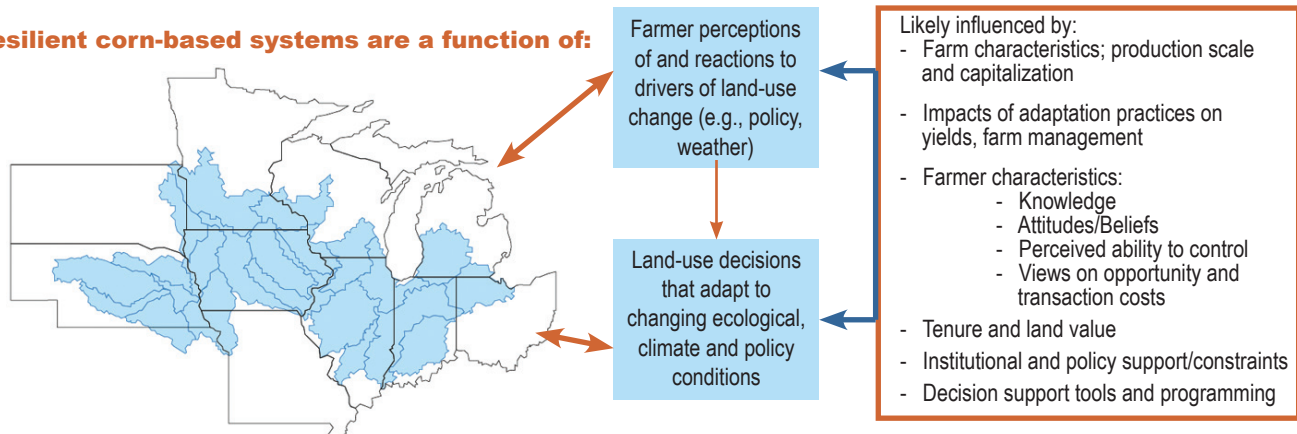 esilient corn-based systems are a function of:
Farmer perceptions
of and reactions to
drivers of land-use
change (e.g., policy,
weather)
Land-use decisions
that adapt to
changing ecological,
climate and policy
conditions
Likely influenced by:
- Farm characteristics; production scale
and capitalization
- Impacts of adaptation practices on
yields, farm management
- Farmer characteristics:
- Knowledge
- Attitudes/Beliefs
- Perceived ability to control
- Views on opportunity and
transaction costs
- Tenure and land value
- Institutional and policy support/constraints
- Decision support tools and programming